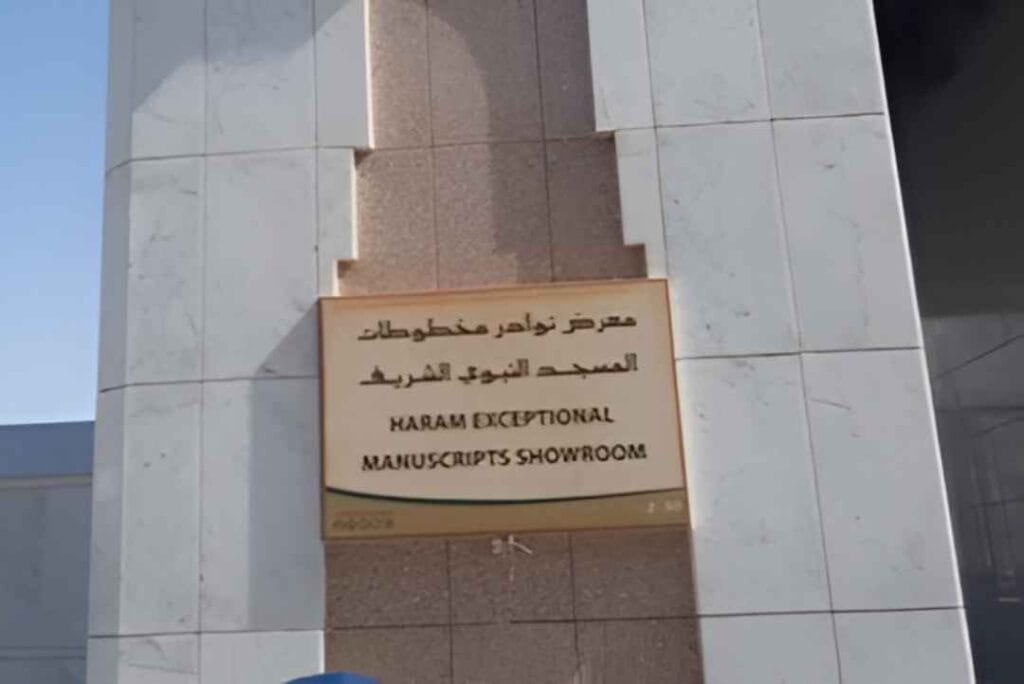 معرض نوادر مخطوطات
المسجد النبوي الشريف
HARAM EXCEPTIONAL
MANUSCRIPTS SHOWROOM